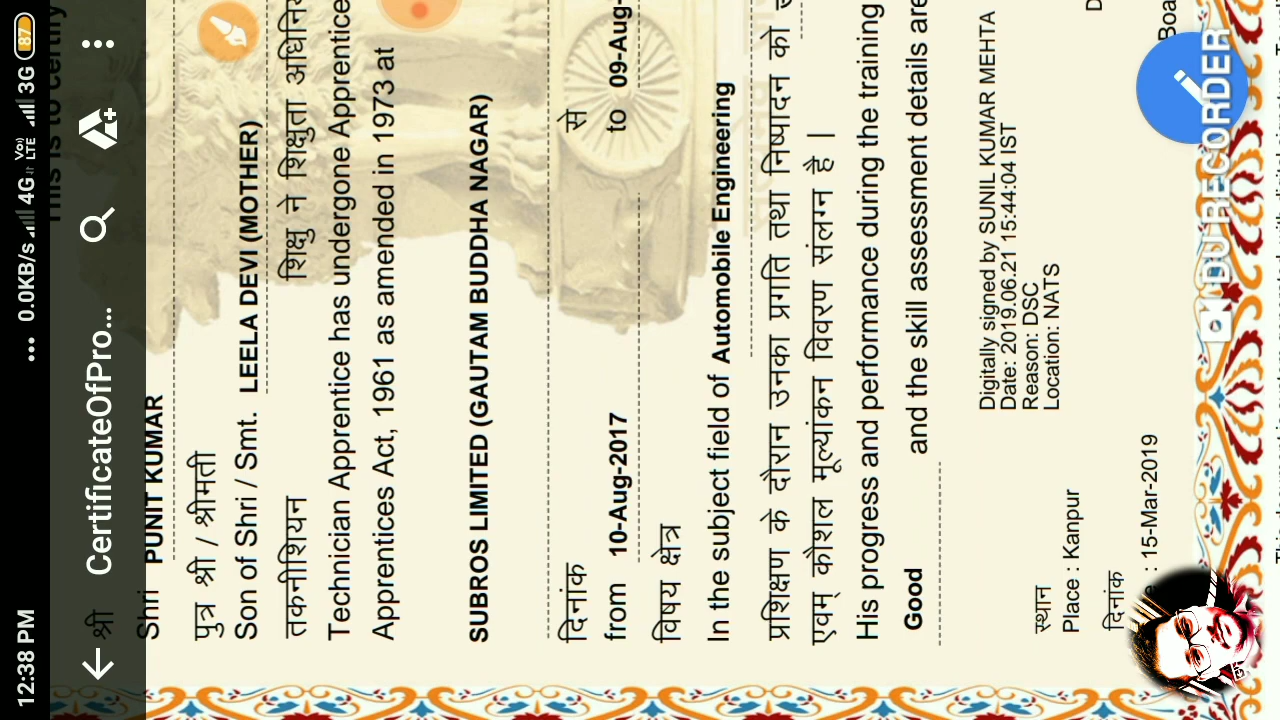 12:38 PM ... 0.0KB/s 4G VoLTE 3G 87
CertificateOfPro...
This is to certify
श्री
Shri PUNIT KUMAR
पुत्र श्री / श्रीमती
Son of Shri / Smt. LEELA DEVI (MOTHER)
तकनीशियन शिक्षु ने शिक्षुता
Technician Apprentice has undergone Apprentice
Apprentices Act, 1961 as amended in 1973 at
SUBROS LIMITED (GAUTAM BUDDHA NAGAR)
दिनांक से
from 10-Aug-2017 to 09-Aug-
विषय क्षेत्र
In the subject field of Automobile Engineering
प्रशिक्षण के दौरान उनका प्रगति तथा निष्पादन को
एवम् कौशल मूल्यांकन विवरण संलग्न है |
His progress and performance during the training
Good and the skill assessment details are
Digitally signed by SUNIL KUMAR MEHTA
Date: 2019.06.21 15:44:04 IST
Reason: DSC
Location: NATS
स्थान
Place : Kanpur
दिनांक
: 15-Mar-2019
DU RECORDER